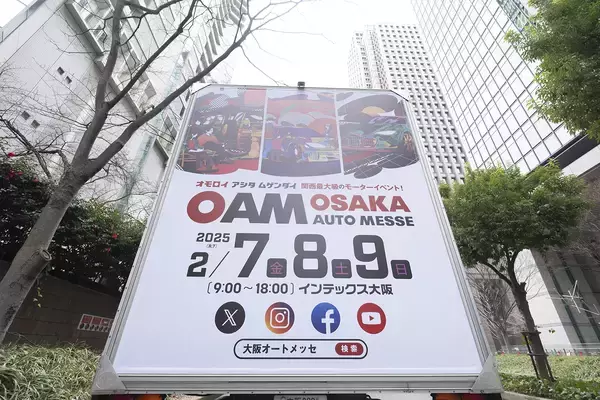 オモロイ アシタ ムゲンダイ 関西最大級のモーターイベント!
OAM OSAKA
AUTO MESSE
2025
2/7金8土9日
[9:00~18:00] インテックス大阪
大阪オートメッセ 検索